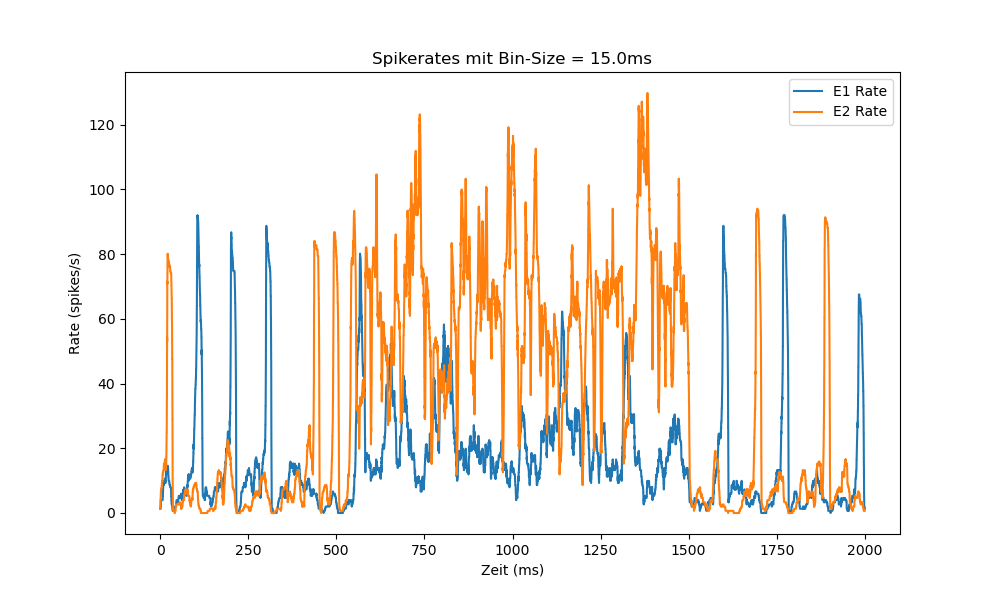 Spikerates mit Bin-Size = 15.0ms
E1 Rate
E2 Rate
120
100
80
60
40
20
0
Rate (spikes/s)
0 250 500 750 1000 1250 1500 1750 2000
Zeit (ms)